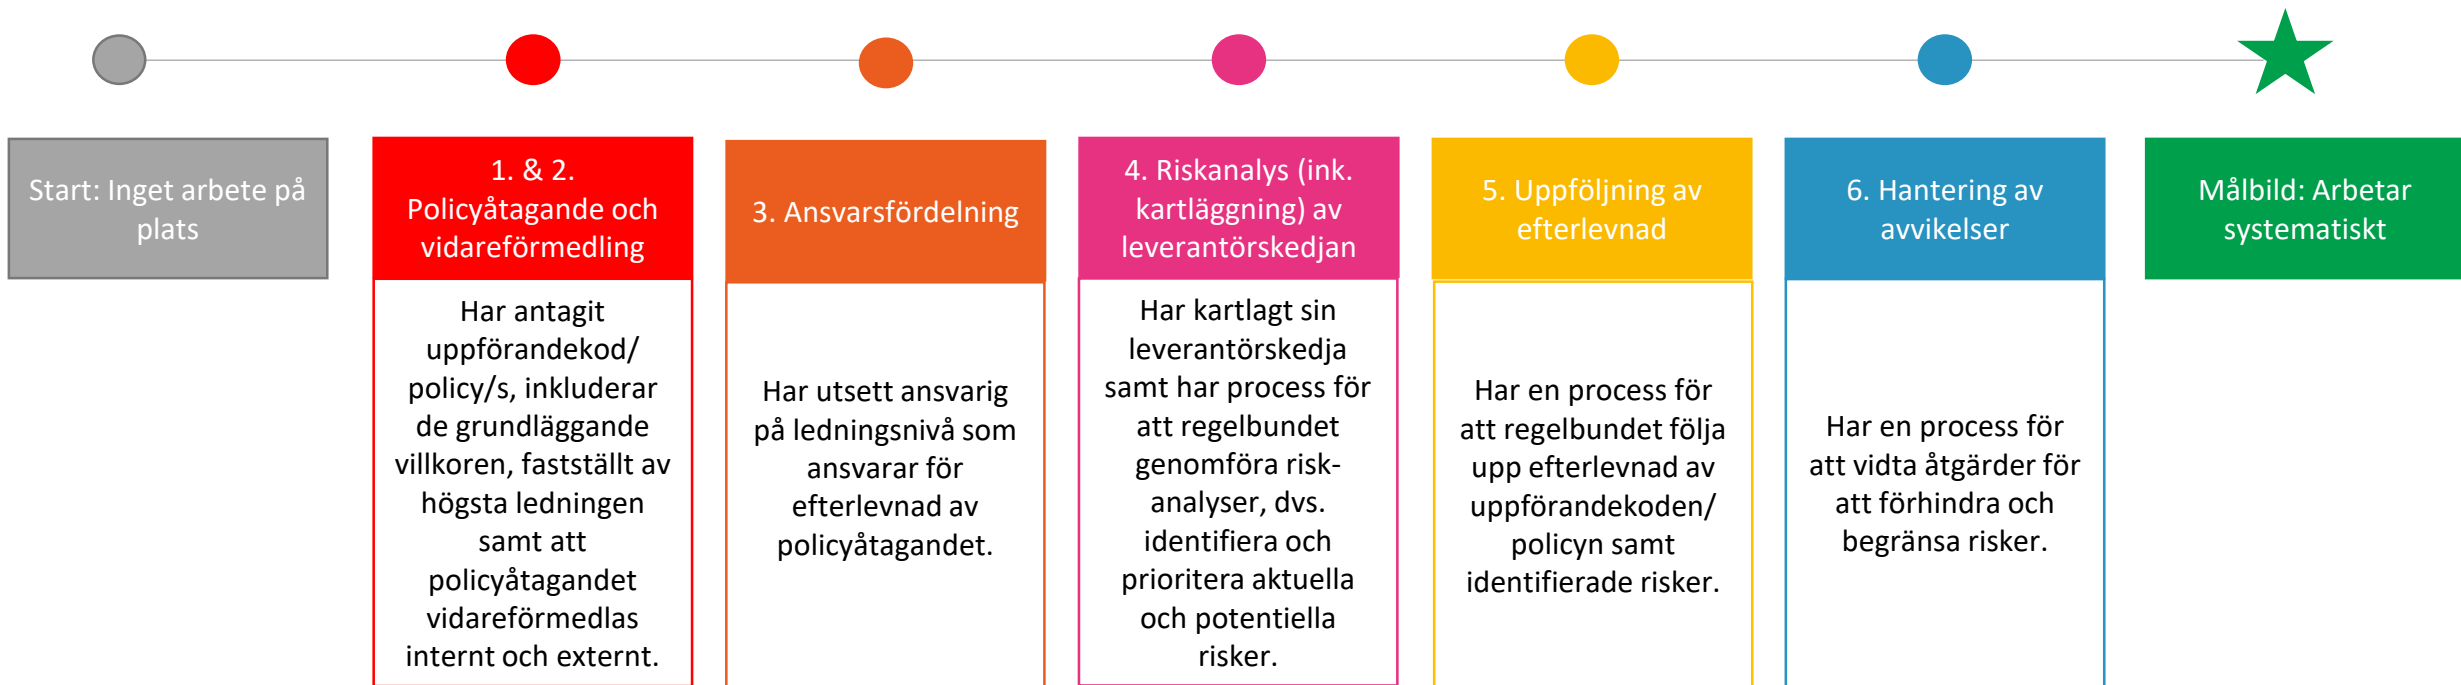 Start: Inget arbete på
plats
1. & 2.
Policyåtagande och
vidareförmedling
Har antagit
uppförandekod/
policy/s, inkluderar
de grundläggande
villkoren, fastställt av
högsta ledningen
samt att
policyåtagandet
vidareförmedlas
internt och externt.
3. Ansvarsfördelning
Har utsett ansvarig
på ledningsnivå som
ansvarar för
efterlevnad av
policyåtagandet.
4. Riskanalys (ink.
kartläggning) av
leverantörskedjan
Har kartlagt sin
leverantörskedja
samt har process för
att regelbundet
genomföra risk-
analyser, dvs.
identifiera och
prioritera aktuella
och potentiella
risker.
5. Uppföljning av
efterlevnad
Har en process för
att regelbundet följa
upp efterlevnad av
uppförandekoden/
policyn samt
identifierade risker.
6. Hantering av
avvikelser
Har en process för
att vidta åtgärder för
att förhindra och
begränsa risker.
Målbild: Arbetar
systematiskt